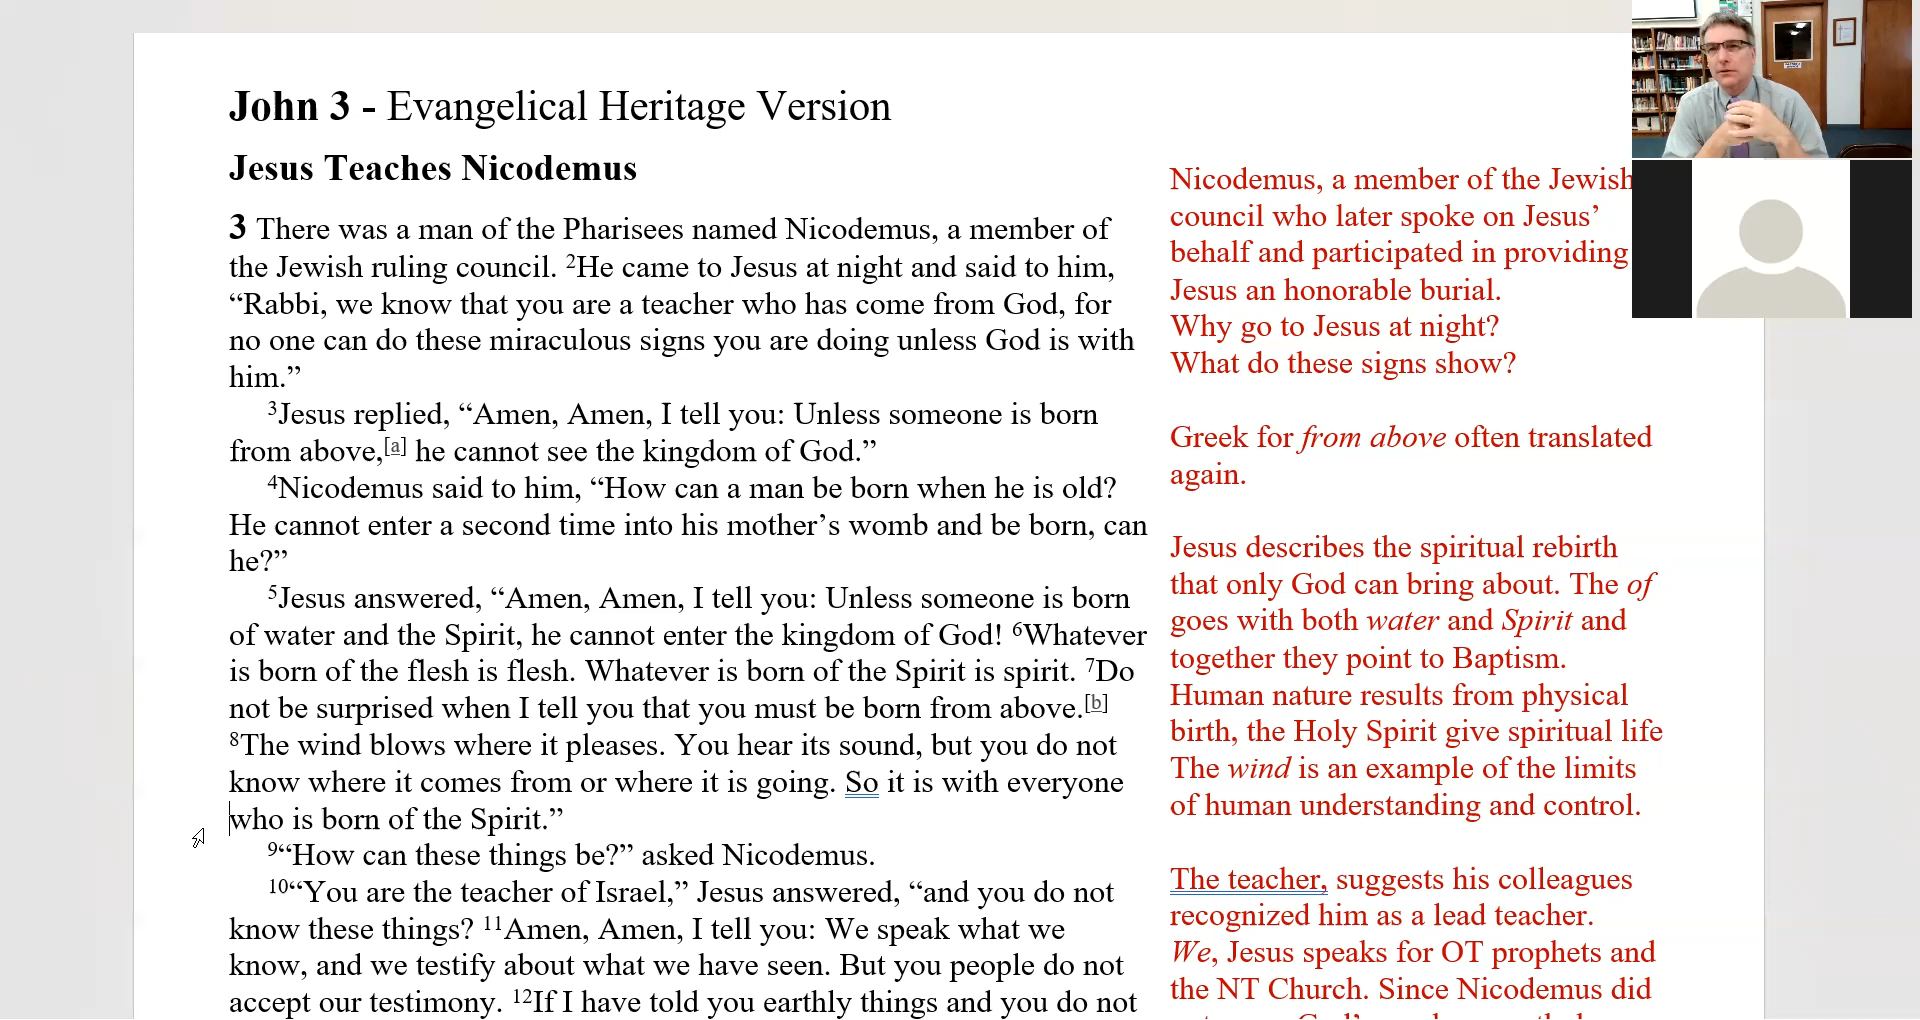 John 3 - Evangelical Heritage Version
Jesus Teaches Nicodemus
3 There was a man of the Pharisees named Nicodemus, a member of
the Jewish ruling council. 2He came to Jesus at night and said to him,
“Rabbi, we know that you are a teacher who has come from God, for
no one can do these miraculous signs you are doing unless God is with
him.”
3Jesus replied, “Amen, Amen, I tell you: Unless someone is born
from above,[a] he cannot see the kingdom of God.”
4Nicodemus said to him, “How can a man be born when he is old?
He cannot enter a second time into his mother’s womb and be born, can
he?”
5Jesus answered, “Amen, Amen, I tell you: Unless someone is born
of water and the Spirit, he cannot enter the kingdom of God! 6Whatever
is born of the flesh is flesh. Whatever is born of the Spirit is spirit. 7Do
not be surprised when I tell you that you must be born from above.[b]
8The wind blows where it pleases. You hear its sound, but you do not
know where it comes from or where it is going. So it is with everyone
who is born of the Spirit.”
9“How can these things be?” asked Nicodemus.
10“You are the teacher of Israel,” Jesus answered, “and you do not
know these things? 11Amen, Amen, I tell you: We speak what we
know, and we testify about what we have seen. But you people do not
accept our testimony. 12If I have told you earthly things and you do not
Nicodemus, a member of the Jewish
council who later spoke on Jesus’
behalf and participated in providing
Jesus an honorable burial.
Why go to Jesus at night?
What do these signs show?
Greek for from above often translated
again.
Jesus describes the spiritual rebirth
that only God can bring about. The of
goes with both water and Spirit and
together they point to Baptism.
Human nature results from physical
birth, the Holy Spirit give spiritual life
The wind is an example of the limits
of human understanding and control.
The teacher, suggests his colleagues
recognized him as a lead teacher.
We, Jesus speaks for OT prophets and
the NT Church. Since Nicodemus did